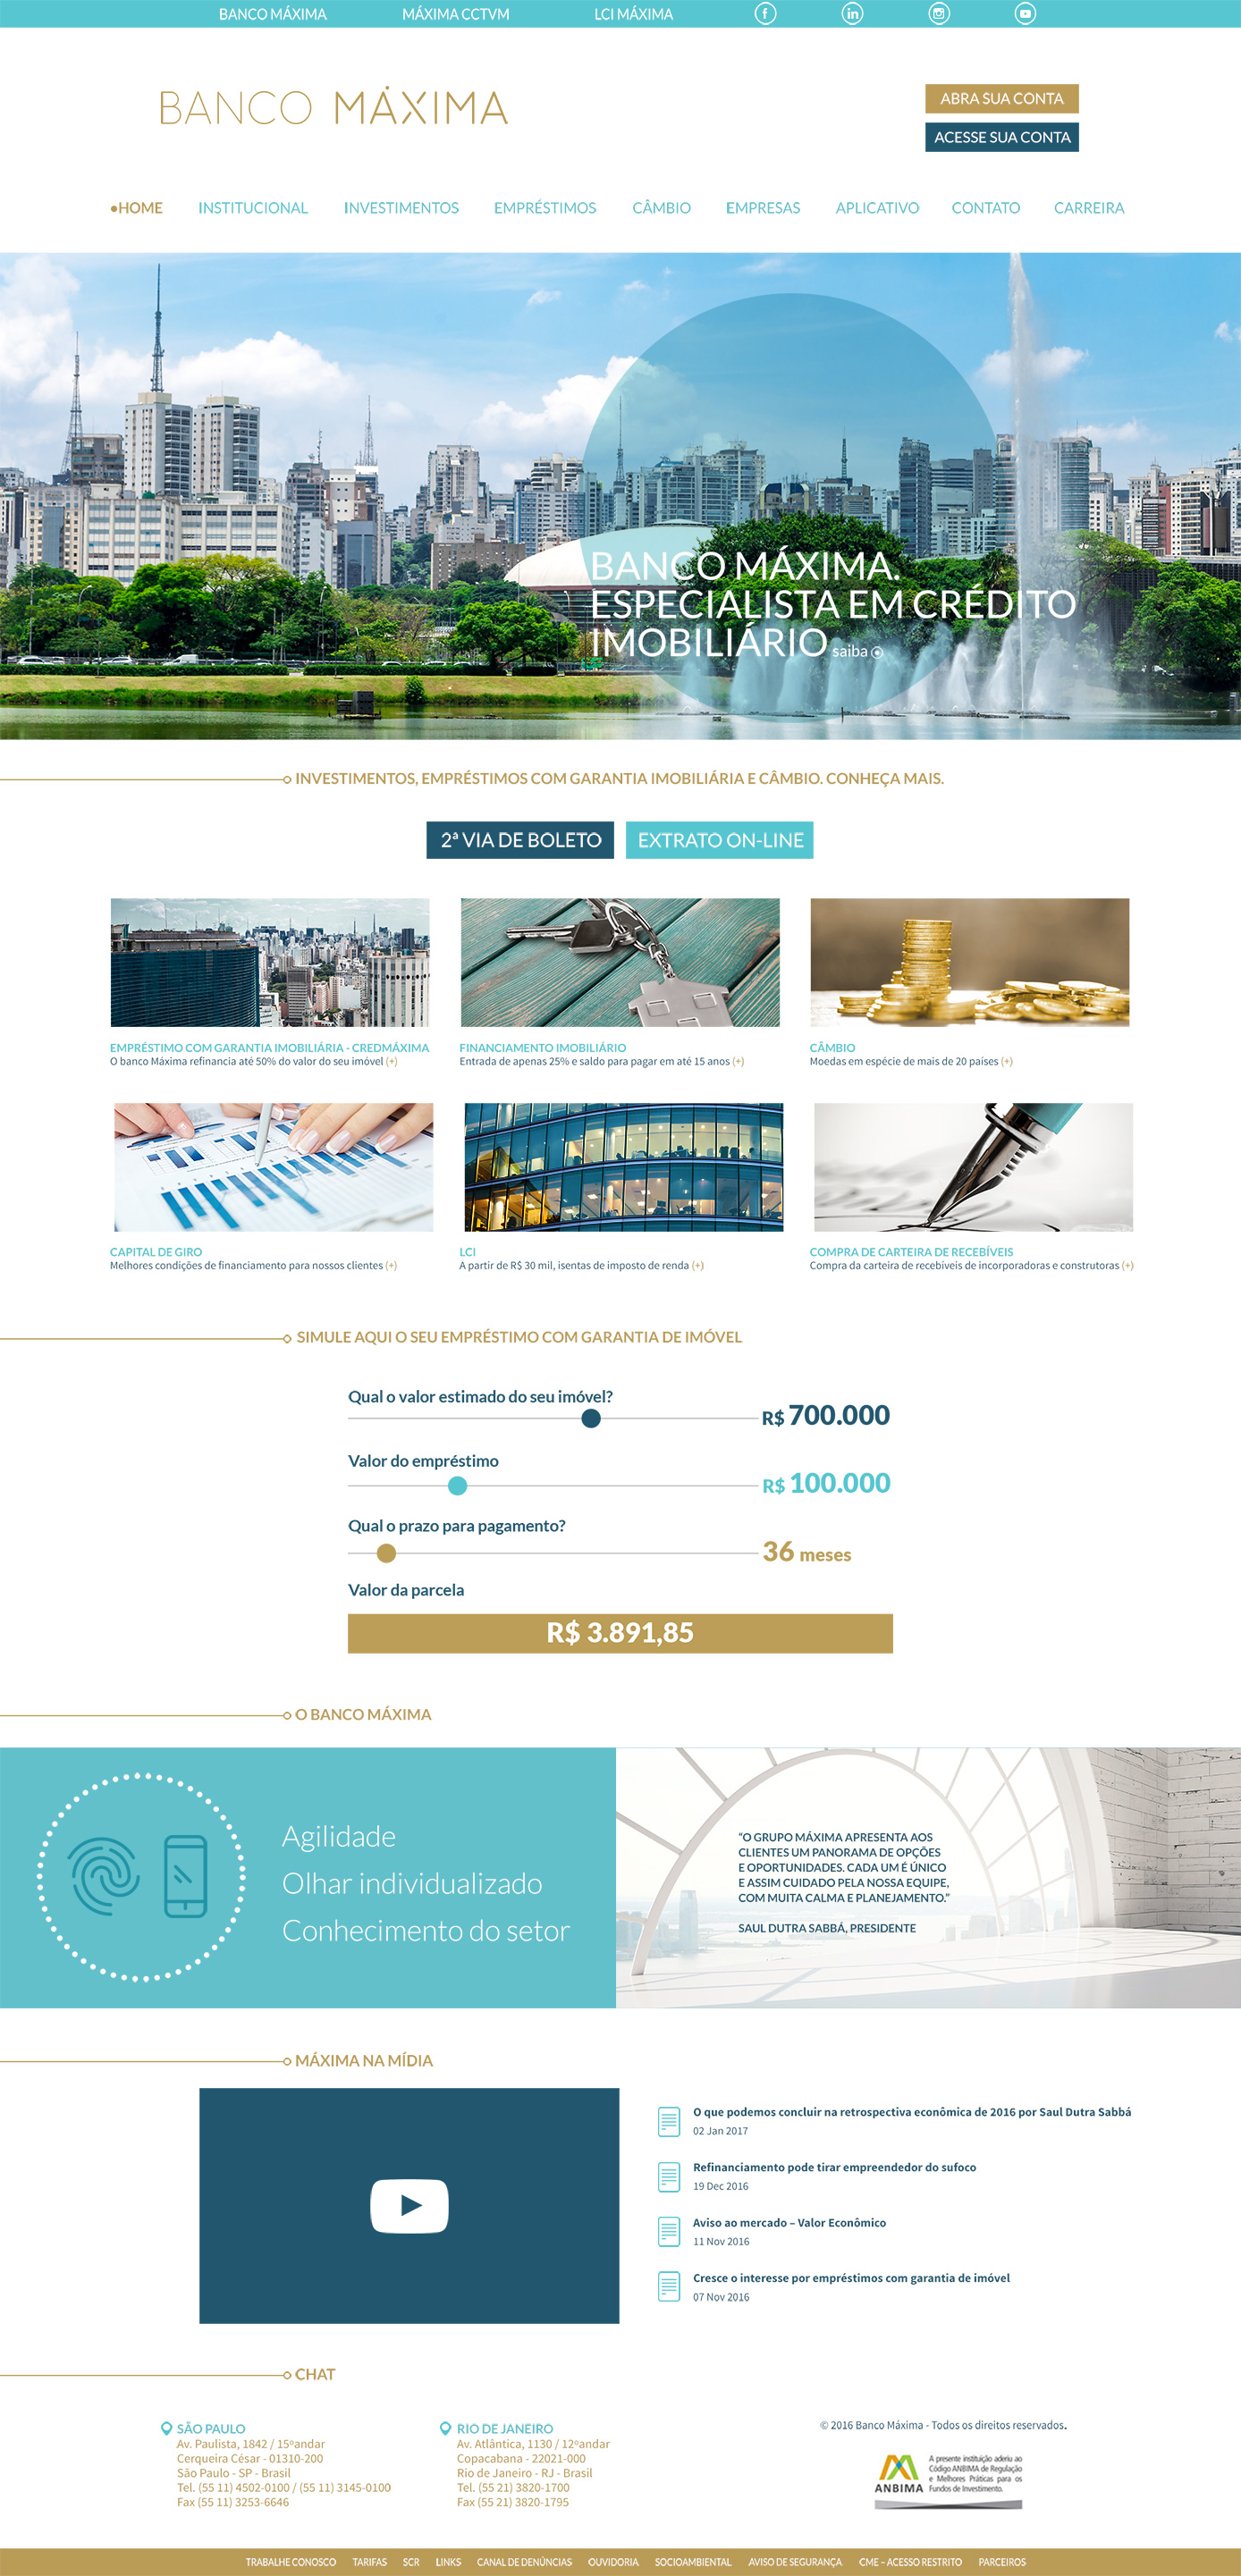 BANCO MÁXIMA
MÁXIMA CCTVM
LCI MÁXIMA
BANCO MÁXIMA
ABRA SUA CONTA
ACESSE SUA CONTA
•HOME
INSTITUCIONAL
INVESTIMENTOS
EMPRÉSTIMOS
CÂMBIO
EMPRESAS
APLICATIVO
CONTATO
CARREIRA
BANCO MÁXIMA.
ESPECIALISTA EM CRÉDITO
IMOBILIÁRIO saiba
INVESTIMENTOS, EMPRÉSTIMOS COM GARANTIA IMOBILIÁRIA E CÂMBIO. CONHEÇA MAIS.
2ª VIA DE BOLETO
EXTRATO ON-LINE
EMPRÉSTIMO COM GARANTIA IMOBILIÁRIA - CREDMÁXIMA
O banco Máxima refinancia até 50% do valor do seu imóvel (+)
FINANCIAMENTO IMOBILIÁRIO
Entrada de apenas 25% e saldo para pagar em até 15 anos (+)
CÂMBIO
Moedas em espécie de mais de 20 países (+)
CAPITAL DE GIRO
Melhores condições de financiamento para nossos clientes (+)
LCI
A partir de R$ 30 mil, isentas de imposto de renda (+)
COMPRA DE CARTEIRA DE RECEBÍVEIS
Compra da carteira de recebíveis de incorporadoras e construtoras (+)
SIMULE AQUI O SEU EMPRÉSTIMO COM GARANTIA DE IMÓVEL
Qual o valor estimado do seu imóvel?
R$ 700.000
Valor do empréstimo
R$ 100.000
Qual o prazo para pagamento?
36 meses
Valor da parcela
R$ 3.891,85
O BANCO MÁXIMA
Agilidade
Olhar individualizado
Conhecimento do setor
"O GRUPO MÁXIMA APRESENTA AOS
CLIENTES UM PANORAMA DE OPÇÕES
E OPORTUNIDADES. CADA UM É ÚNICO
E ASSIM CUIDADO PELA NOSSA EQUIPE,
COM MUITA CALMA E PLANEJAMENTO."
SAUL DUTRA SABBÁ, PRESIDENTE
MÁXIMA NA MÍDIA
O que podemos concluir na retrospectiva econômica de 2016 por Saul Dutra Sabbá
02 Jan 2017
Refinanciamento pode tirar empreendedor do sufoco
19 Dec 2016
Aviso ao mercado – Valor Econômico
11 Nov 2016
Cresce o interesse por empréstimos com garantia de imóvel
07 Nov 2016
CHAT
SÃO PAULO
Av. Paulista, 1842 / 15ºandar
Cerqueira César - 01310-200
São Paulo - SP - Brasil
Tel. (55 11) 4502-0100 / (55 11) 3145-0100
Fax (55 11) 3253-6646
RIO DE JANEIRO
Av. Atlântica, 1130 / 12ºandar
Copacabana - 22021-000
Rio de Janeiro - RJ - Brasil
Tel. (55 21) 3820-1700
Fax (55 21) 3820-1795
© 2016 Banco Máxima - Todos os direitos reservados.
ANBIMA
A presente instituição aderiu ao
Código ANBIMA de Regulação
e Melhores Práticas para os
Fundos de Investimento.
TRABALHE CONOSCO
TARIFAS
SCR
LINKS
CANAL DE DENÚNCIAS
OUVIDORIA
SOCIOAMBIENTAL
AVISO DE SEGURANÇA
CME – ACESSO RESTRITO
PARCEIROS